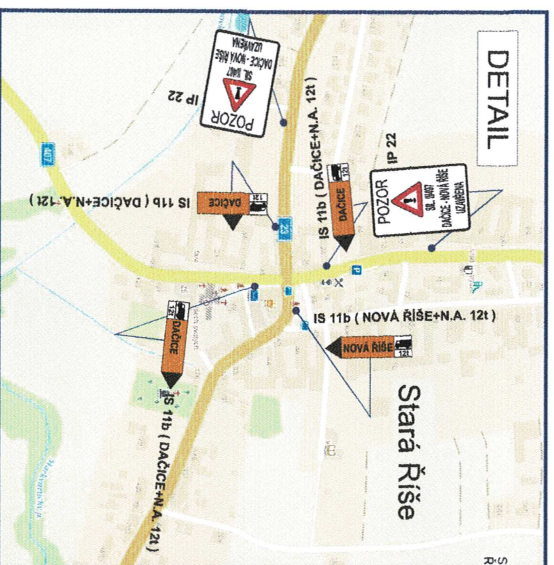 DETAIL
POZOR
SIL. II/407
DAČICE - NOVÁ ŘÍŠE
UZAVŘENA
IP 22
POZOR
SIL. II/407
DAČICE - NOVÁ ŘÍŠE
UZAVŘENA
IP 22
407
IS 11b ( DAČICE+N.A. 12t )
DAČICE
12t
23
IS 11b ( DAČICE+N.A. 12t )
DAČICE
12t
P
IS 11b ( NOVÁ ŘÍŠE+N.A. 12t )
NOVÁ ŘÍŠE
12t
DAČICE
12t
IS 11b ( DAČICE+N.A. 12t )
Stará Říše